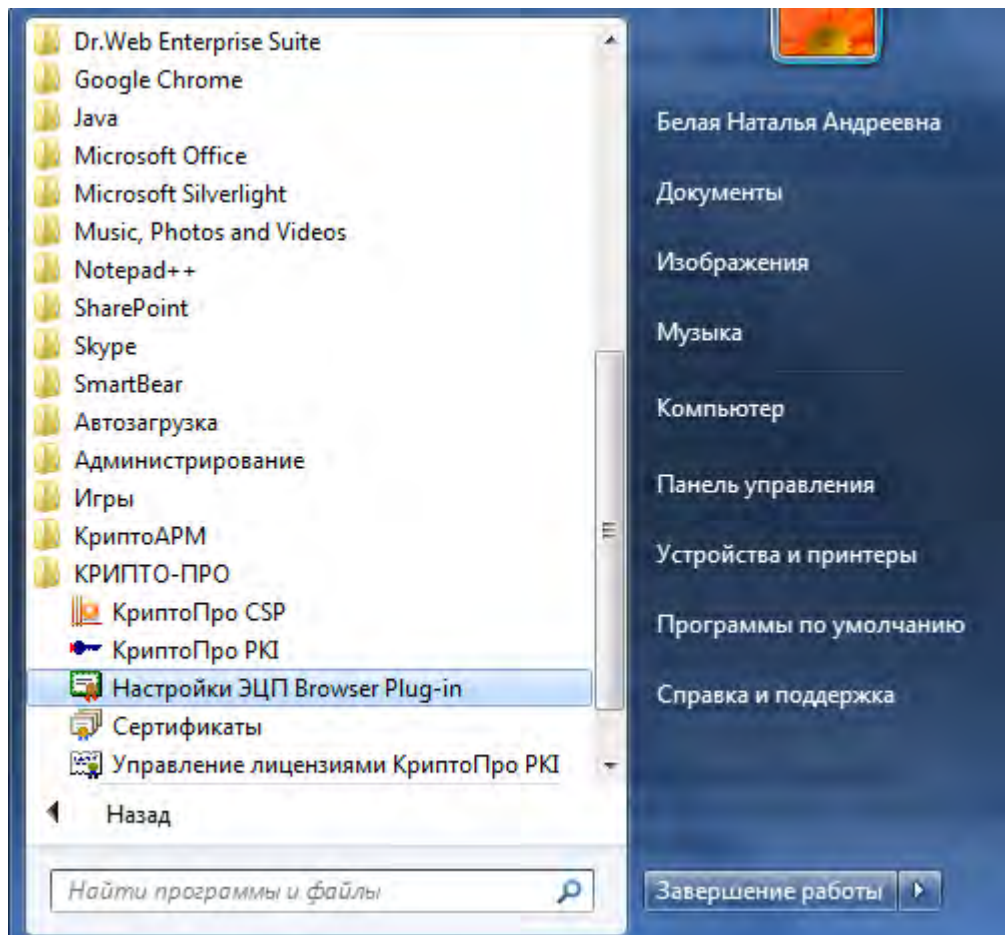 Dr.Web Enterprise Suite
Google Chrome
Java
Microsoft Office
Microsoft Silverlight
Music, Photos and Videos
Notepad++
SharePoint
Skype
SmartBear
Автозагрузка
Администрирование
Игры
КриптоАРМ
КРИПТО-ПРО
КриптоПро CSP
КриптоПро PKI
Настройки ЭЦП Browser Plug-in
Сертификаты
Управление лицензиями КриптоПро PKI
Назад
Найти программы и файлы
Белая Наталья Андреевна
Документы
Изображения
Музыка
Компьютер
Панель управления
Устройства и принтеры
Программы по умолчанию
Справка и поддержка
Завершение работы